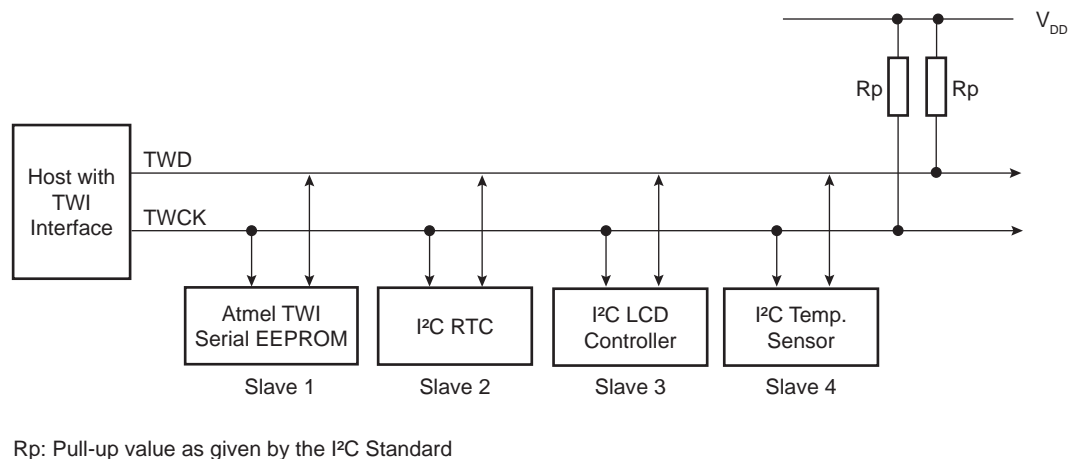 V_DD
Rp
Rp
Host with
TWI
Interface
TWD
TWCK
Atmel TWI
Serial EEPROM
Slave 1
I²C RTC
Slave 2
I²C LCD
Controller
Slave 3
I²C Temp.
Sensor
Slave 4
Rp: Pull-up value as given by the I²C Standard